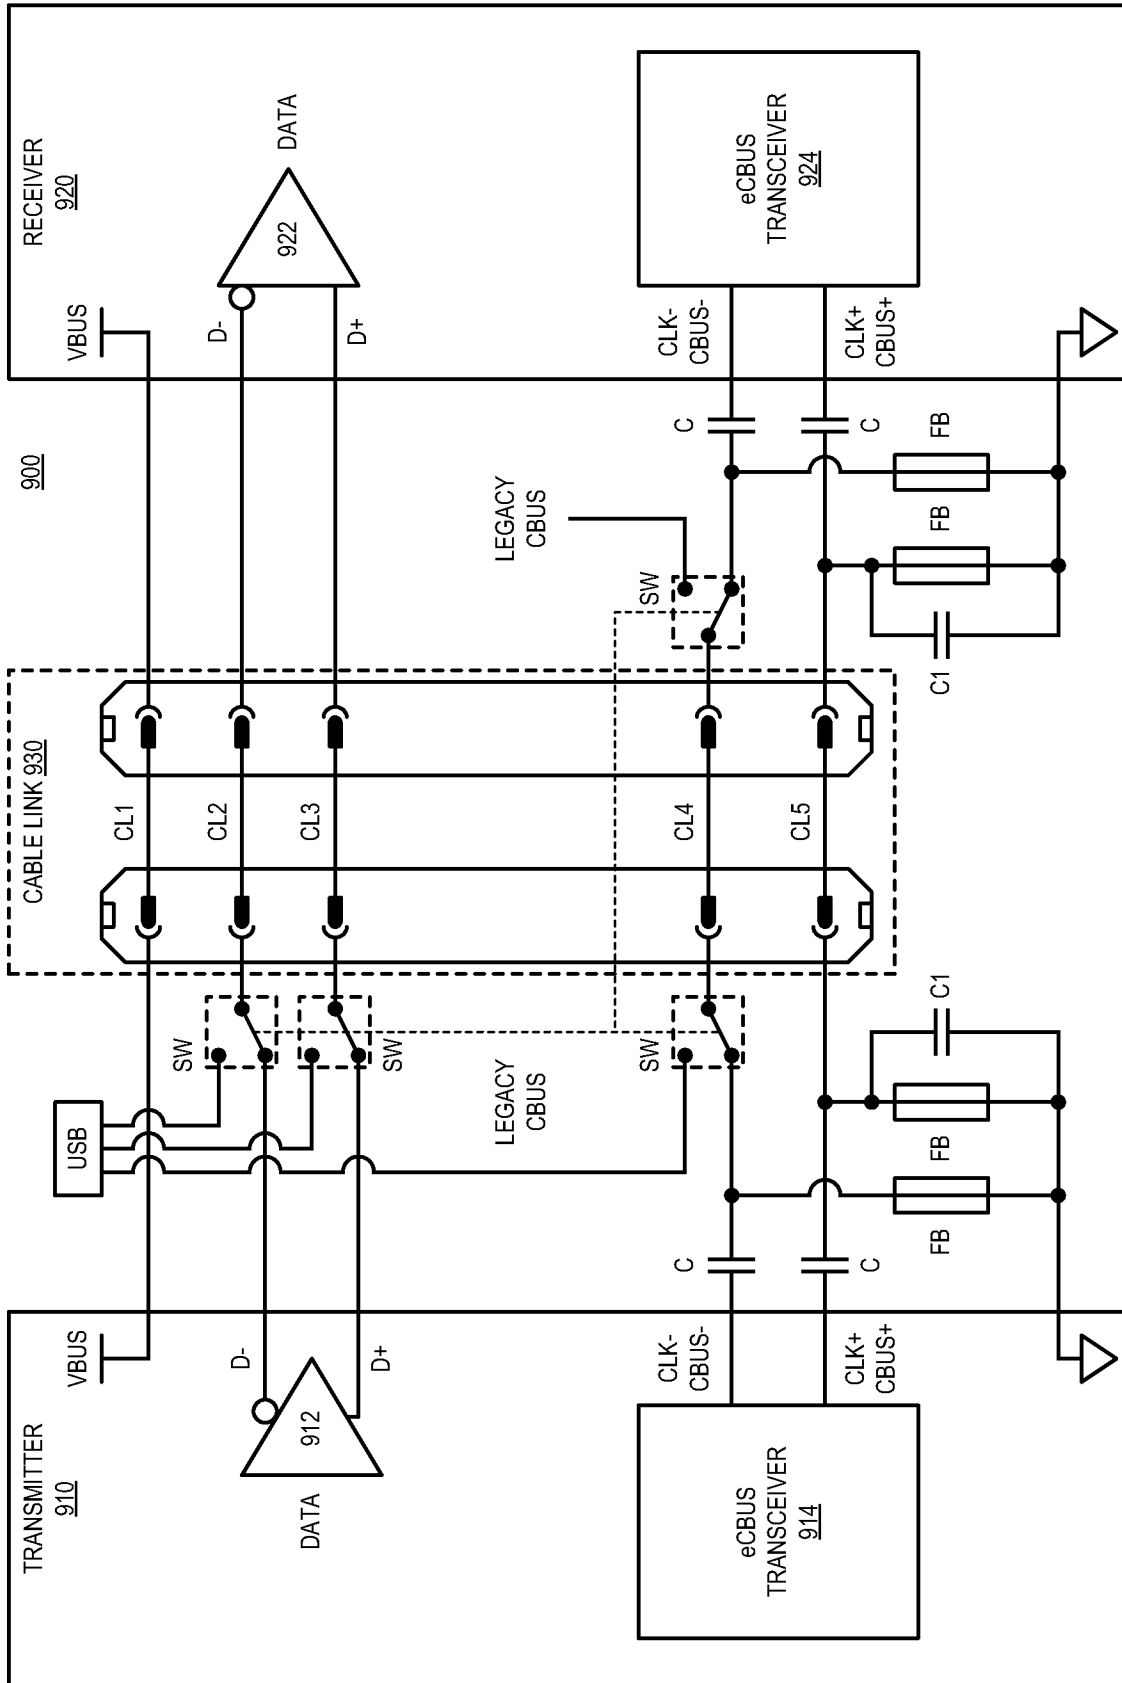 TRANSMITTER
910
VBUS
D-
D+
912
DATA
eCBUS
TRANSCEIVER
914
CLK-
CBUS-
CLK+
CBUS+
C
C
FB
FB
C1
USB
SW
SW
LEGACY
CBUS
SW
CABLE LINK 930
CL1
CL2
CL3
CL4
CL5
900
LEGACY
CBUS
SW
C
C
C1
FB
FB
RECEIVER
920
VBUS
D-
D+
922
DATA
CLK-
CBUS-
CLK+
CBUS+
eCBUS
TRANSCEIVER
924